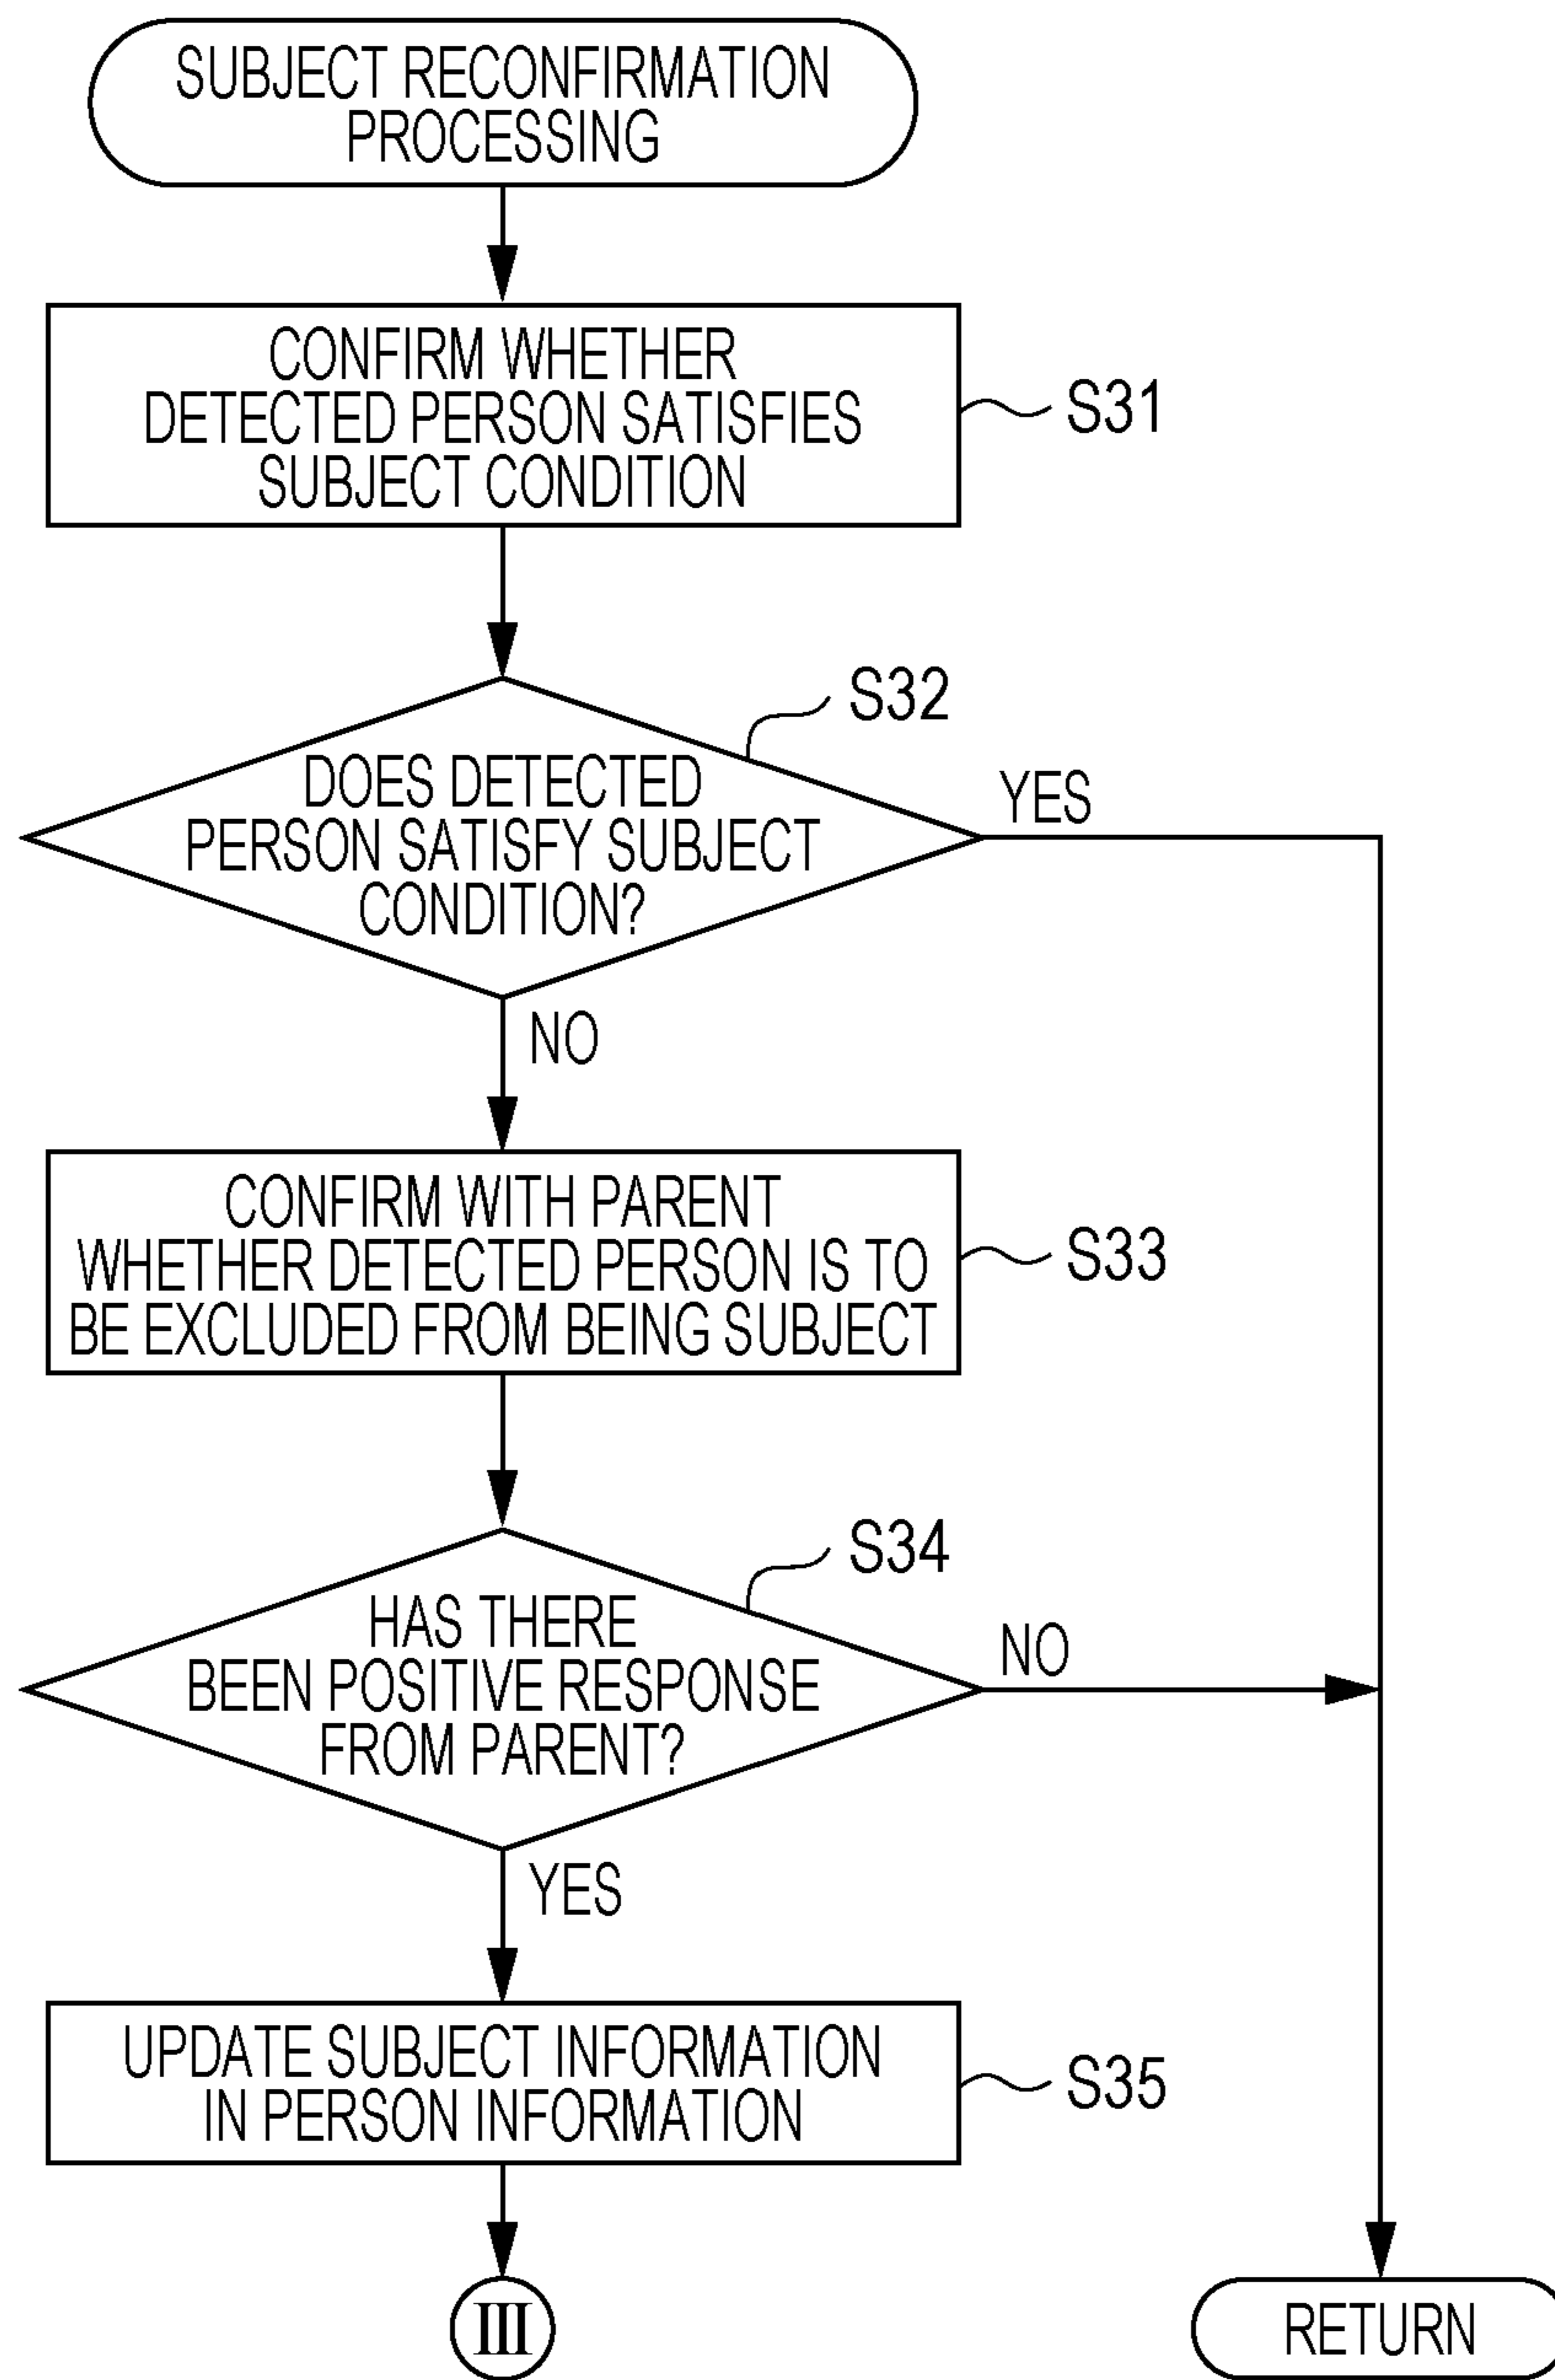 SUBJECT RECONFIRMATION
PROCESSING
CONFIRM WHETHER
DETECTED PERSON SATISFIES
SUBJECT CONDITION
S31
S32
DOES DETECTED
PERSON SATISFY SUBJECT
CONDITION?
YES
NO
CONFIRM WITH PARENT
WHETHER DETECTED PERSON IS TO
BE EXCLUDED FROM BEING SUBJECT
S33
S34
HAS THERE
BEEN POSITIVE RESPONSE
FROM PARENT?
NO
YES
UPDATE SUBJECT INFORMATION
IN PERSON INFORMATION
S35
III
RETURN